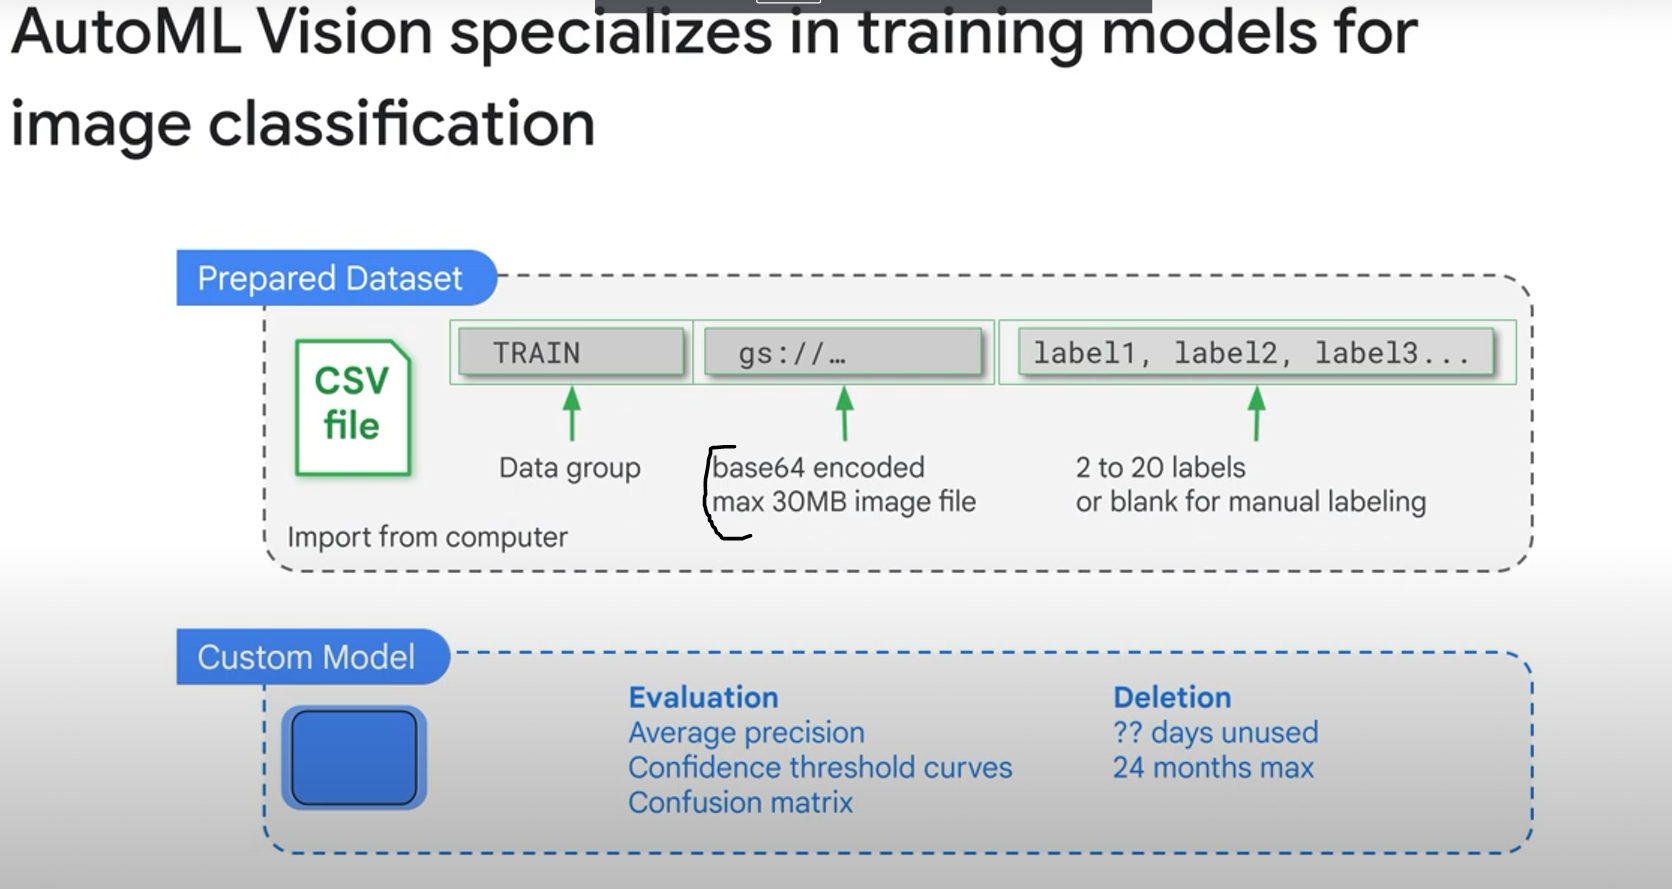 AutoML Vision specializes in training models for
image classification
Prepared Dataset
CSV
file
TRAIN
gs://…
label1, label2, label3...
Data group
base64 encoded
max 30MB image file
2 to 20 labels
or blank for manual labeling
Import from computer
Custom Model
Evaluation
Average precision
Confidence threshold curves
Confusion matrix
Deletion
?? days unused
24 months max